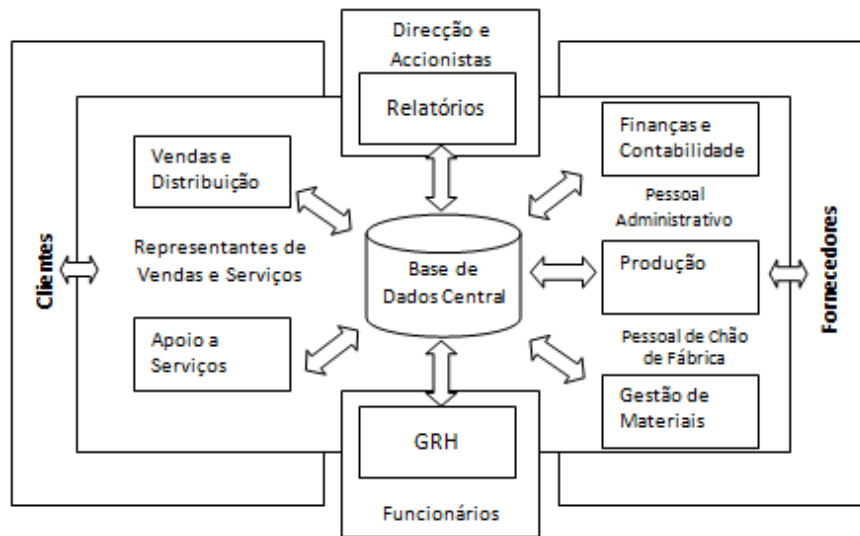 Direcção e
Accionistas
Relatórios
Vendas e
Distribuição
Finanças e
Contabilidade
Pessoal
Administrativo
Clientes
Representantes de
Vendas e Serviços
Base de
Dados Central
Produção
Fornecedores
Apoio a
Serviços
Pessoal de Chão
de Fábrica
Gestão de
Materiais
GRH
Funcionários